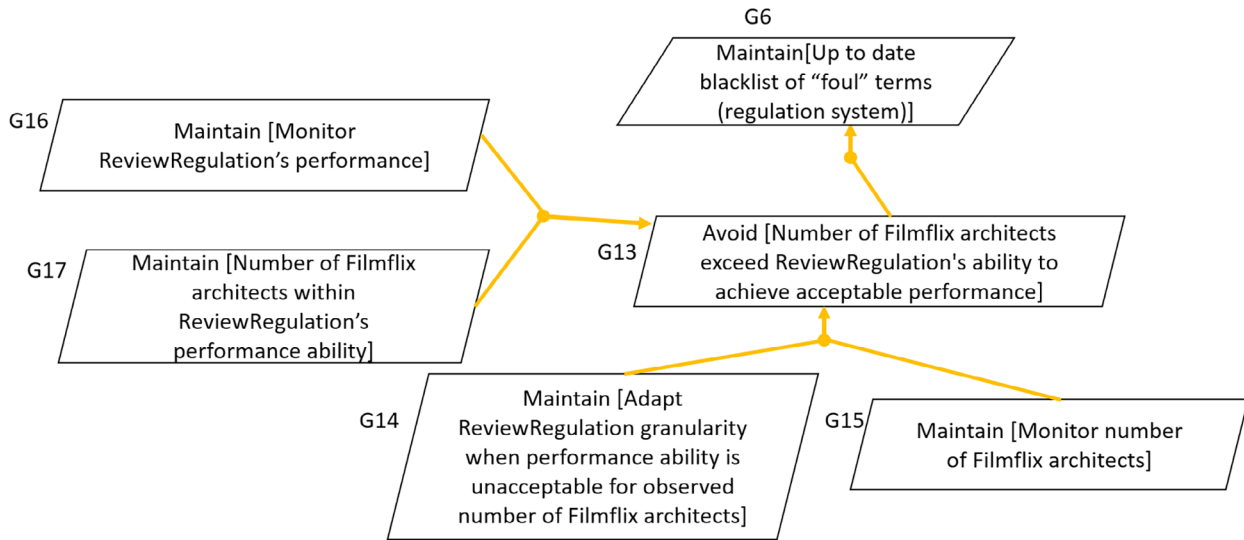 G6
Maintain[Up to date
blacklist of “foul” terms
(regulation system)]
G16
Maintain [Monitor
ReviewRegulation’s performance]
G17
Maintain [Number of Filmflix
architects within
ReviewRegulation’s
performance ability]
G13
Avoid [Number of Filmflix architects
exceed ReviewRegulation's ability to
achieve acceptable performance]
G14
Maintain [Adapt
ReviewRegulation granularity
when performance ability is
unacceptable for observed
number of Filmflix architects]
G15
Maintain [Monitor number
of Filmflix architects]